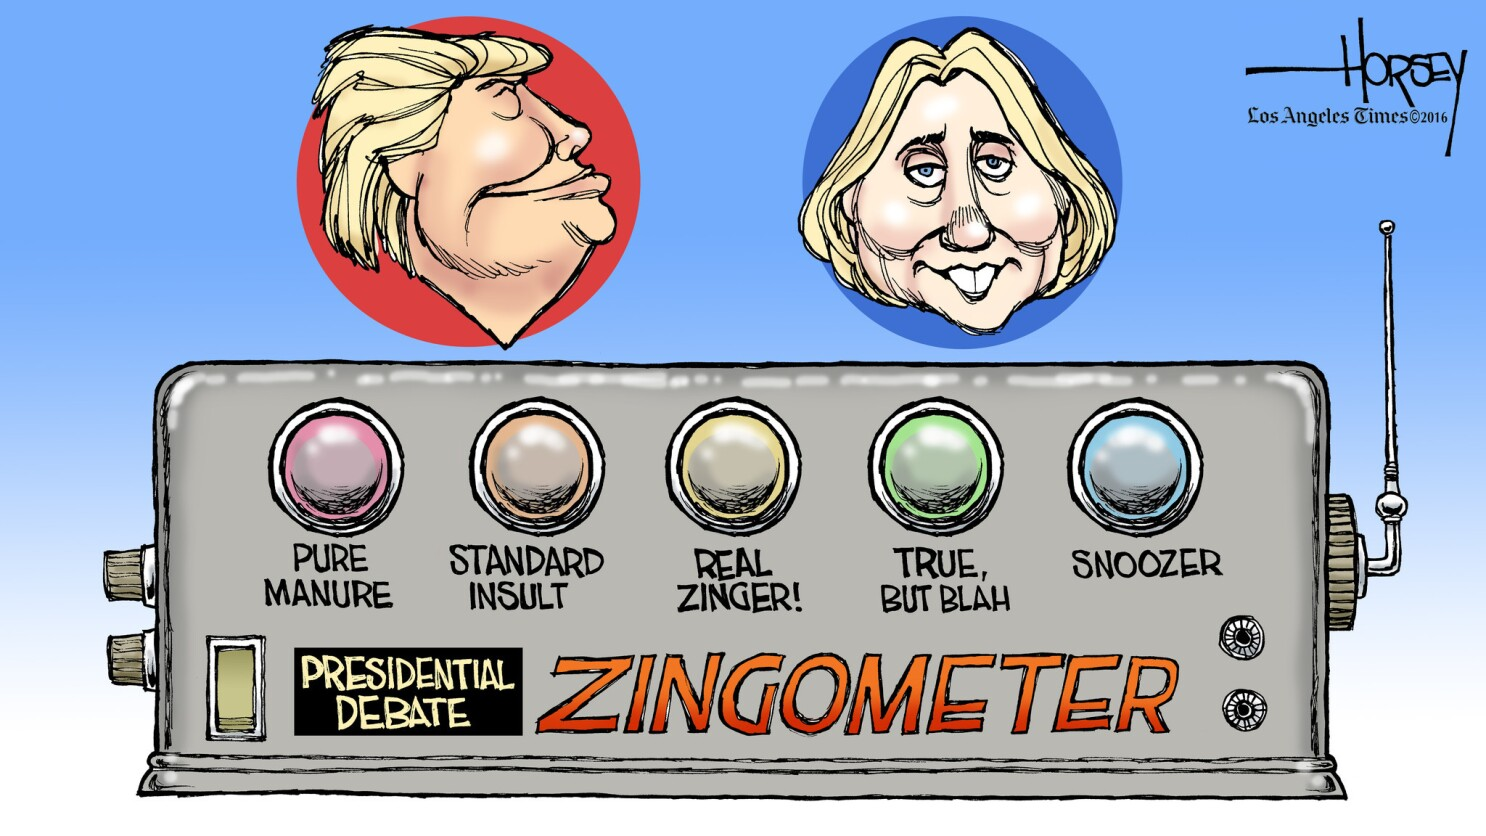 HORSEY
Los Angeles Times©2016
PURE
MANURE
STANDARD
INSULT
REAL
ZINGER!
TRUE,
BUT BLAH
SNOOZER
PRESIDENTIAL
DEBATE
ZINGOMETER